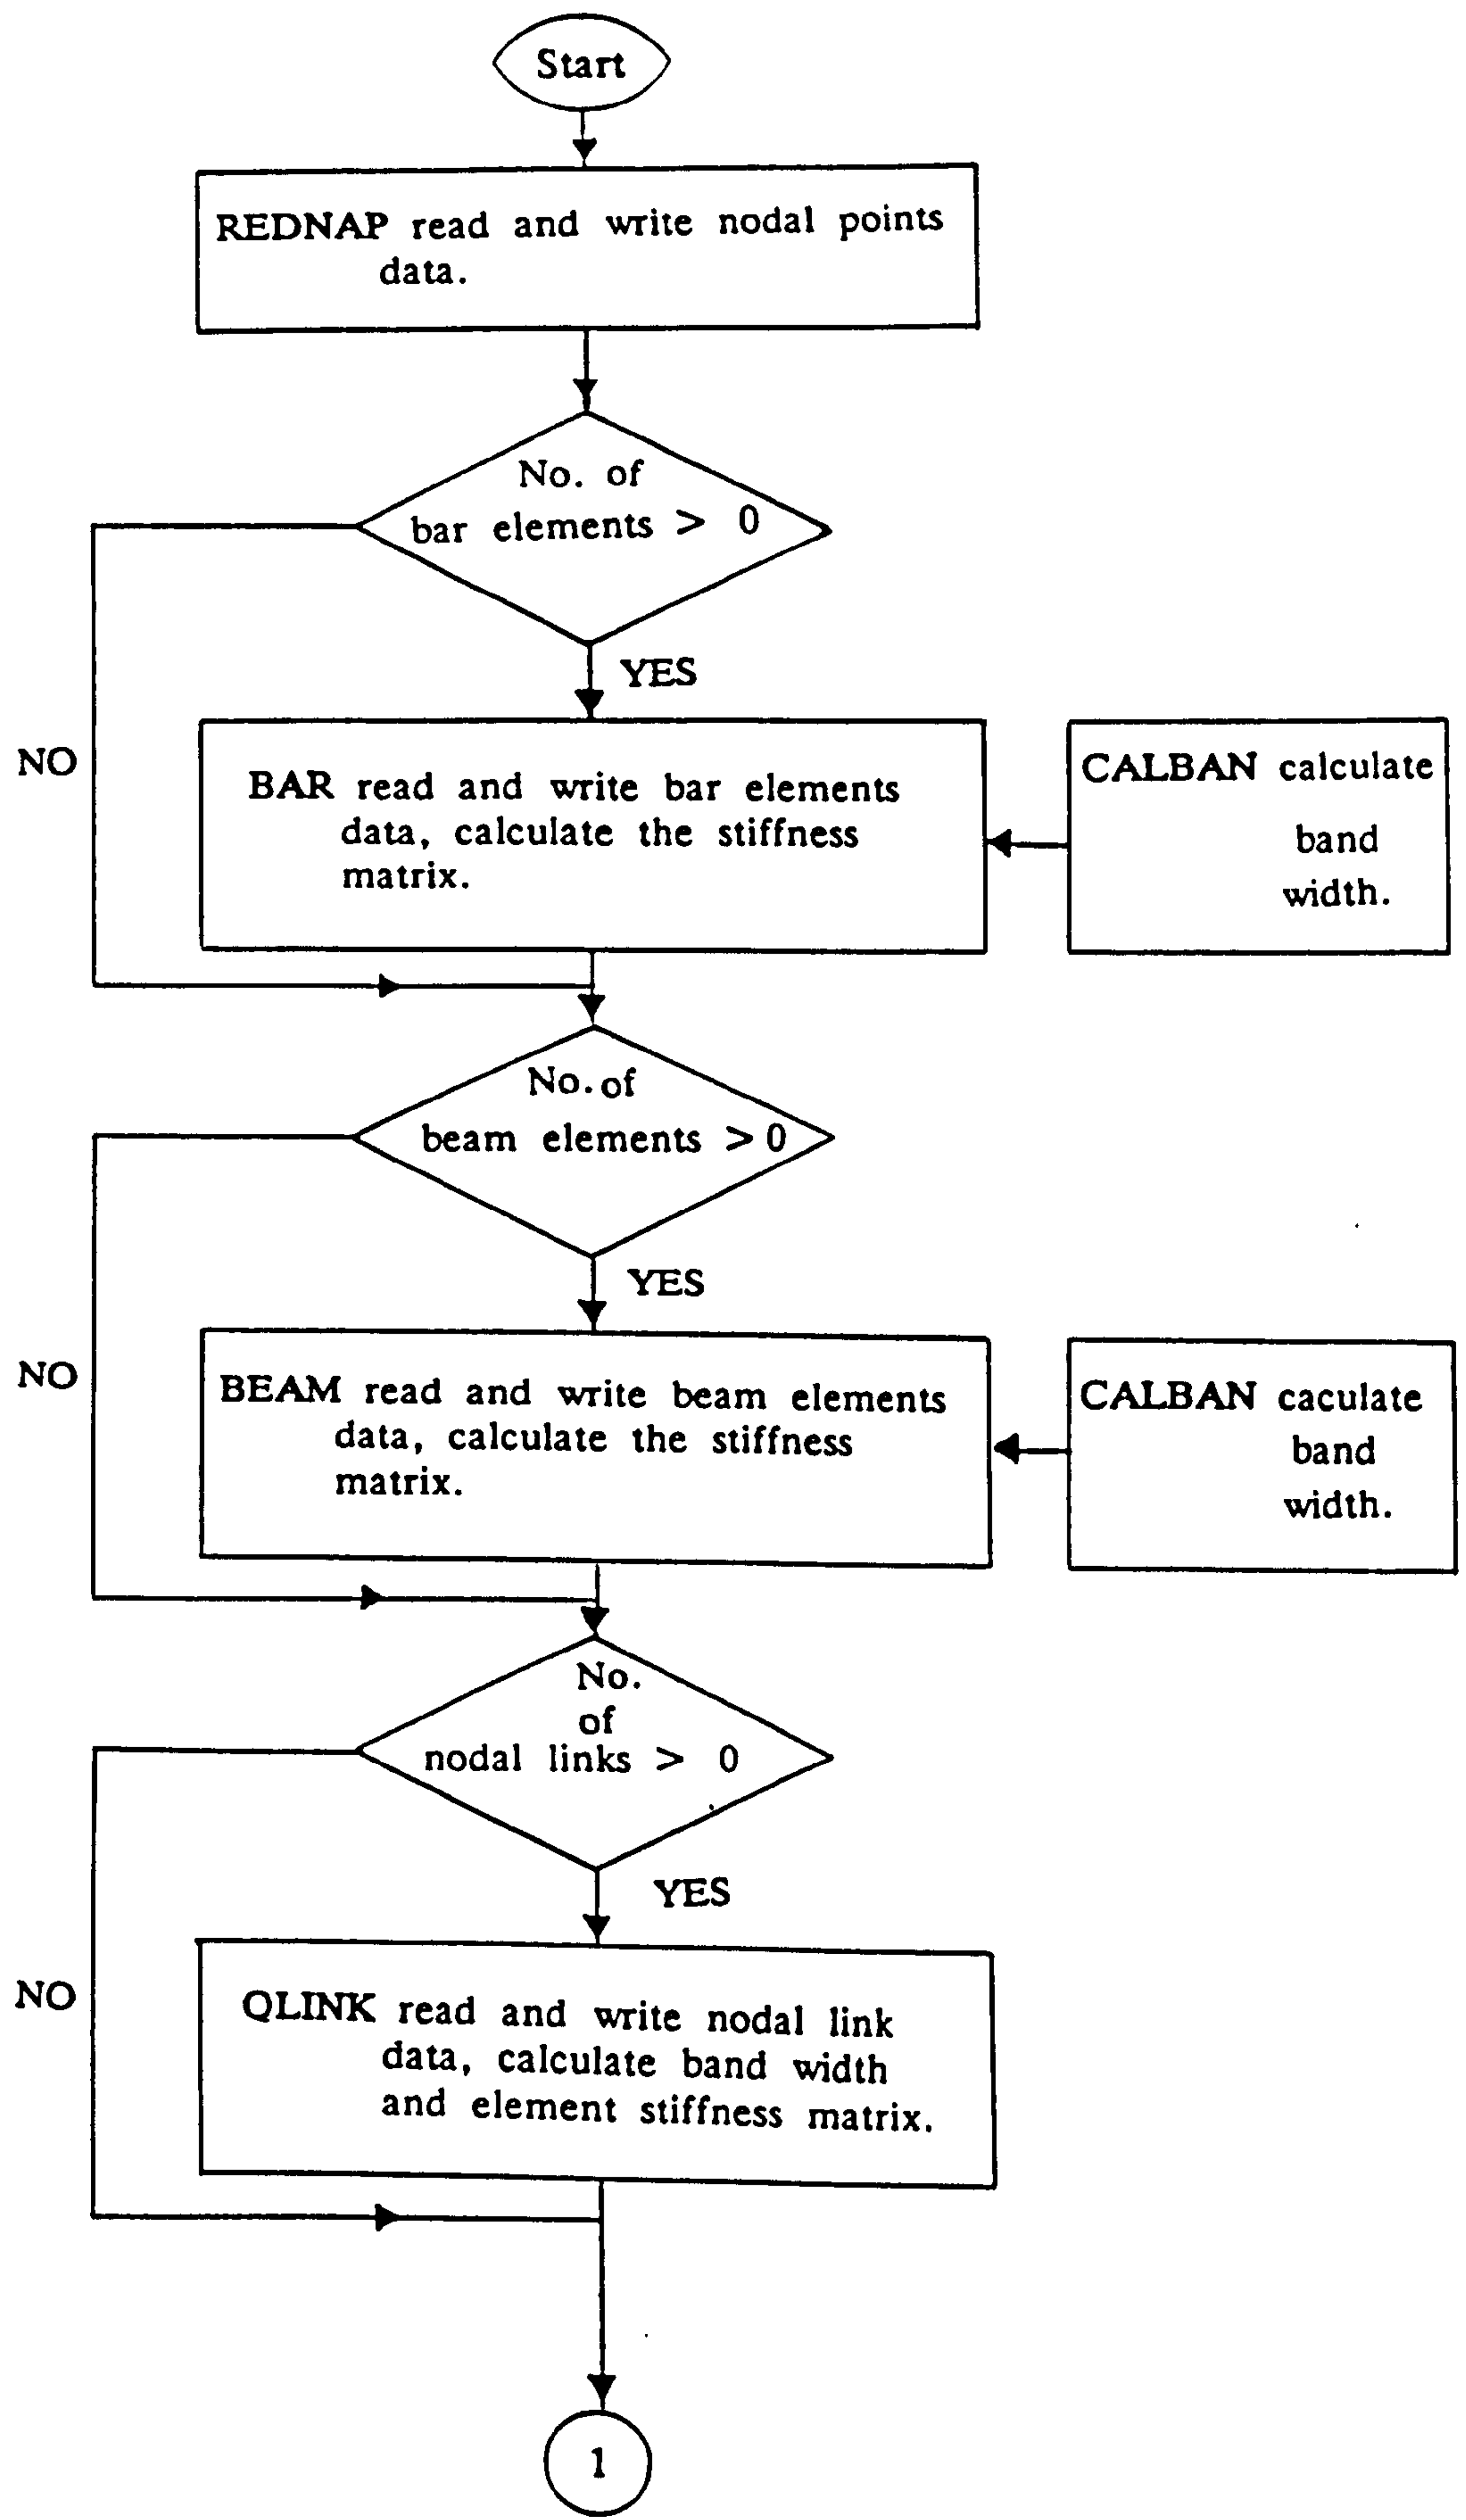 Start
REDNAP read and write nodal points
data.
No. of
bar elements > 0
YES
NO
BAR read and write bar elements
data, calculate the stiffness
matrix.
CALBAN calculate
band
width.
No. of
beam elements > 0
YES
NO
BEAM read and write beam elements
data, calculate the stiffness
matrix.
CALBAN caculate
band
width.
No.
of
nodal links > 0
YES
NO
QLINK read and write nodal link
data, calculate band width
and element stiffness matrix.
1